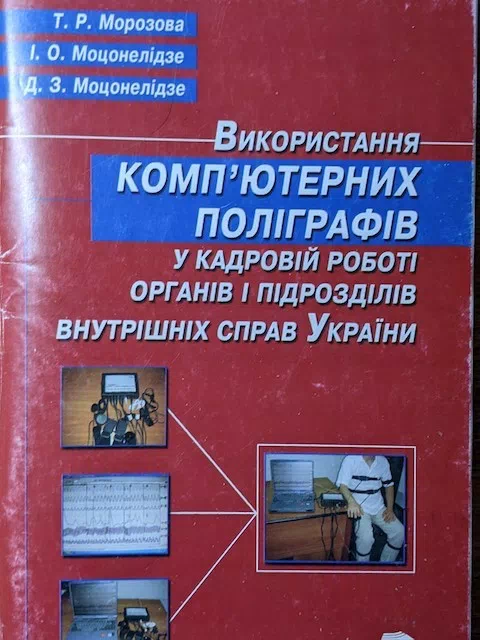 Т. Р. Морозова
І. О. Моцонелідзе
Д. З. Моцонелідзе
Використання
КОМП’ЮТЕРНИХ
ПОЛІГРАФІВ
У КАДРОВІЙ РОБОТІ
ОРГАНІВ І ПІДРОЗДІЛІВ
ВНУТРІШНІХ СПРАВ УКРАЇНИ